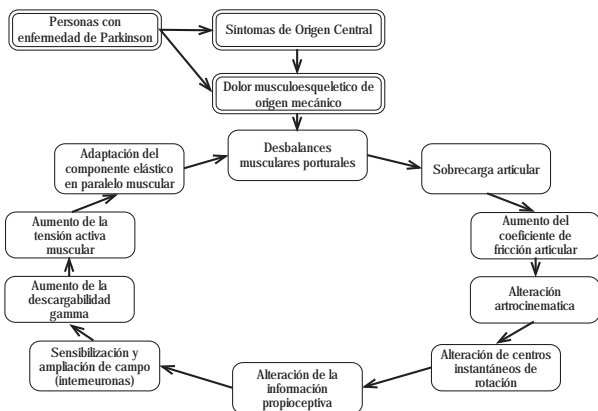 Personas con
enfermedad de Parkinson
Síntomas de Origen Central
Dolor musculoesqueletico de
origen mecánico
Desbalances
musculares porturales
Sobrecarga articular
Aumento del
coeficiente de
fricción articular
Alteración
artrocinematica
Alteración de centros
instantáneos de
rotación
Alteración de la
información
propioceptiva
Sensibilización y
ampliación de campo
(interneuronas)
Aumento de la
descargabilidad
gamma
Aumento de la
tensión activa
muscular
Adaptación del
componente elástico
en paralelo muscular